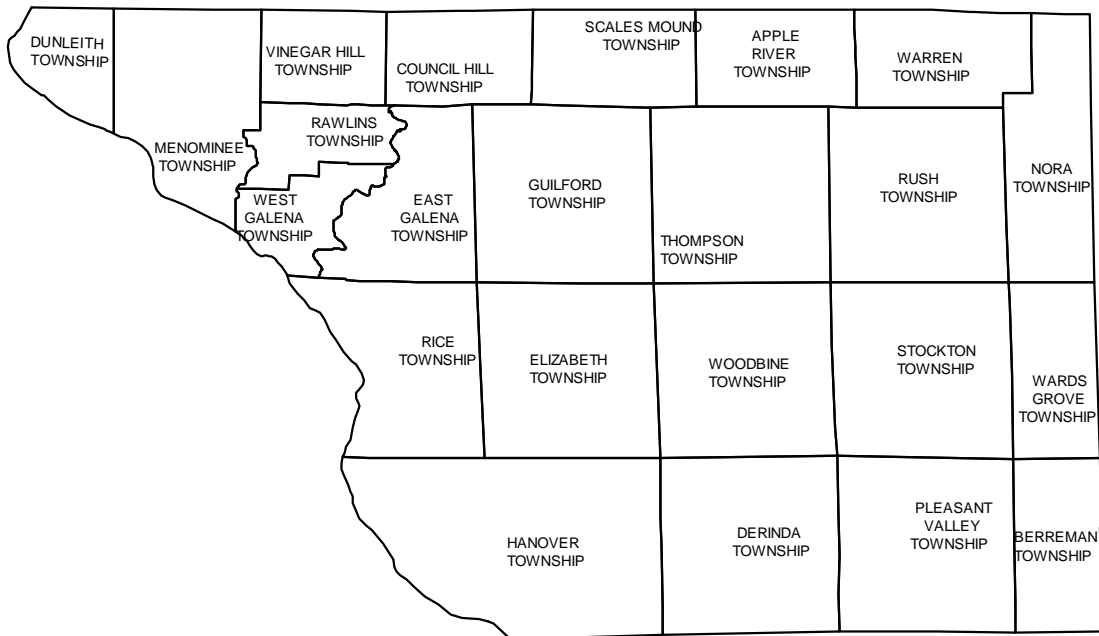 DUNLEITH
TOWNSHIP
VINEGAR HILL
TOWNSHIP
COUNCIL HILL
TOWNSHIP
SCALES MOUND
TOWNSHIP
APPLE
RIVER
TOWNSHIP
WARREN
TOWNSHIP
MENOMINEE
TOWNSHIP
RAWLINS
TOWNSHIP
WEST
GALENA
TOWNSHIP
EAST
GALENA
TOWNSHIP
GUILFORD
TOWNSHIP
THOMPSON
TOWNSHIP
RUSH
TOWNSHIP
NORA
TOWNSHIP
RICE
TOWNSHIP
ELIZABETH
TOWNSHIP
WOODBINE
TOWNSHIP
STOCKTON
TOWNSHIP
WARDS
GROVE
TOWNSHIP
HANOVER
TOWNSHIP
DERINDA
TOWNSHIP
PLEASANT
VALLEY
TOWNSHIP
BERREMAN
TOWNSHIP